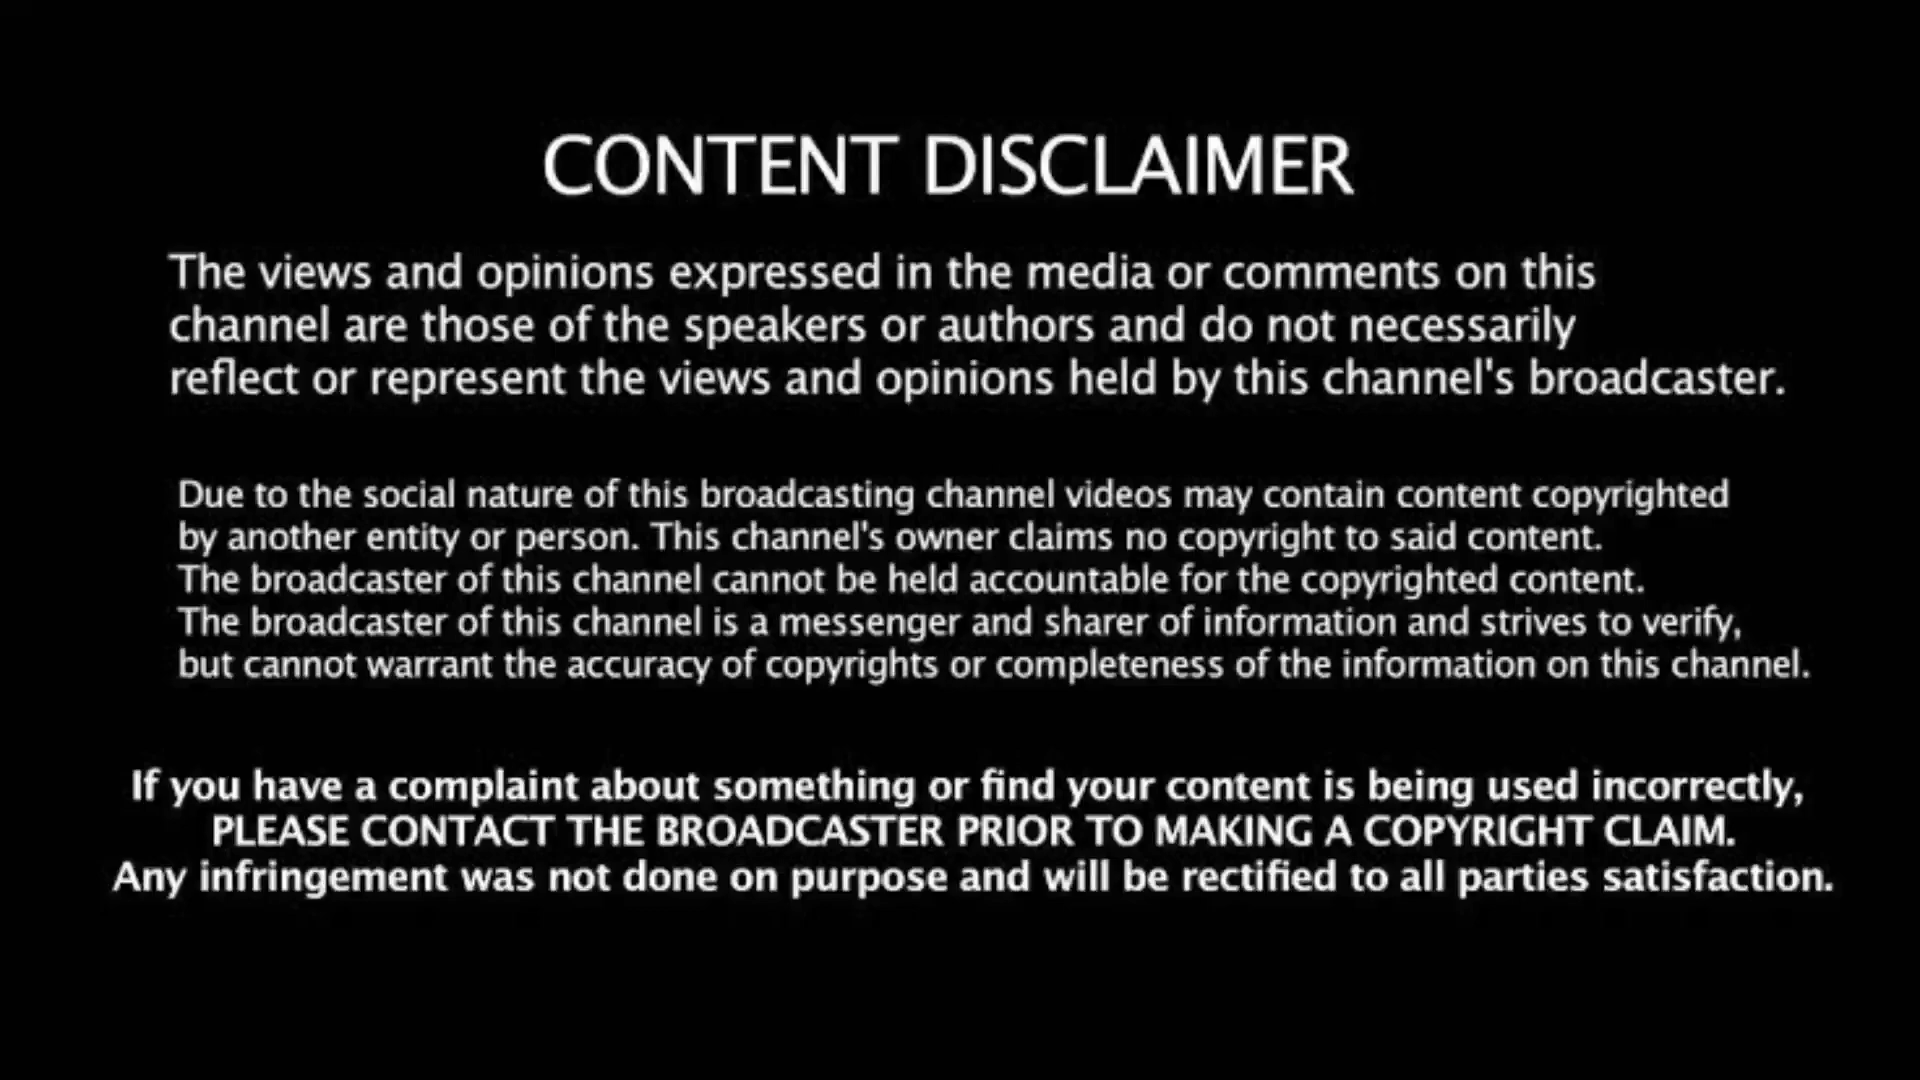 CONTENT DISCLAIMER
The views and opinions expressed in the media or comments on this
channel are those of the speakers or authors and do not necessarily
reflect or represent the views and opinions held by this channel's broadcaster.
Due to the social nature of this broadcasting channel videos may contain content copyrighted
by another entity or person. This channel's owner claims no copyright to said content.
The broadcaster of this channel cannot be held accountable for the copyrighted content.
The broadcaster of this channel is a messenger and sharer of information and strives to verify,
but cannot warrant the accuracy of copyrights or completeness of the information on this channel.
If you have a complaint about something or find your content is being used incorrectly,
PLEASE CONTACT THE BROADCASTER PRIOR TO MAKING A COPYRIGHT CLAIM.
Any infringement was not done on purpose and will be rectified to all parties satisfaction.